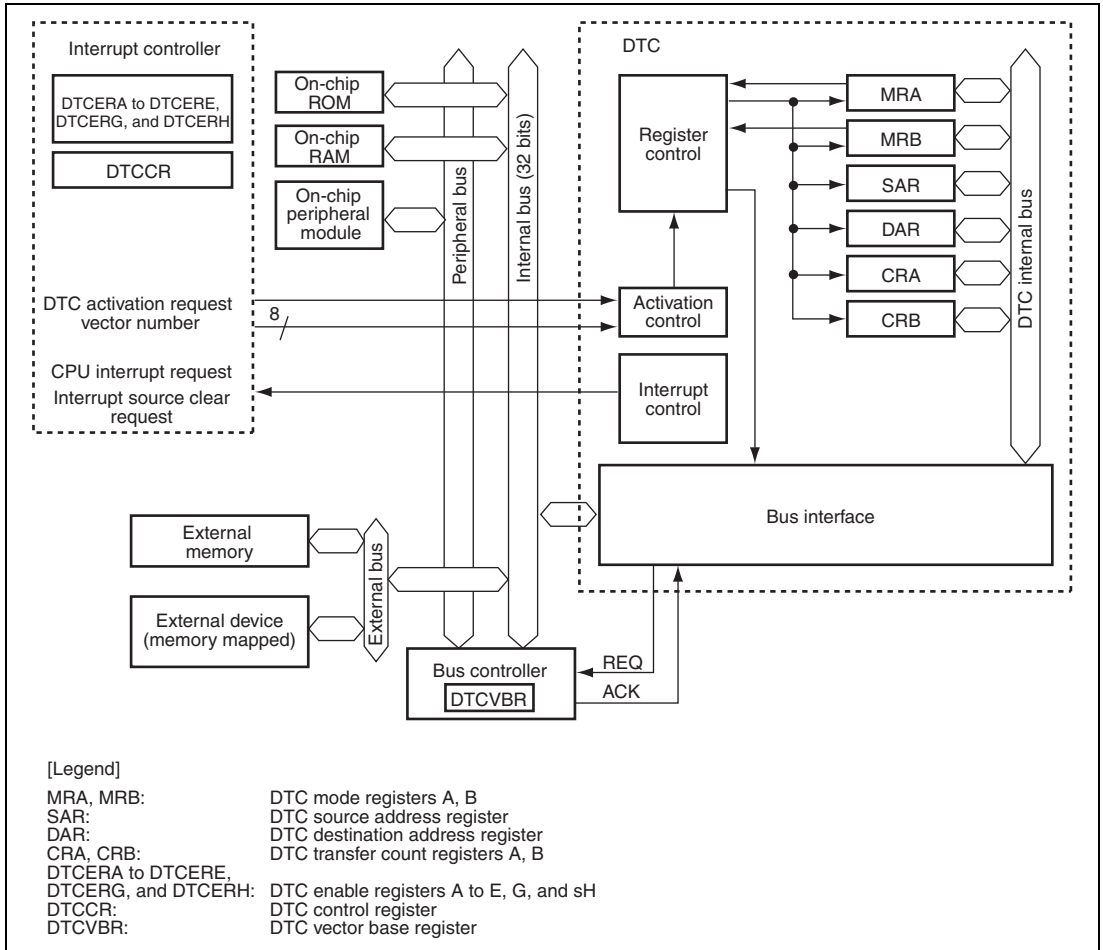 Interrupt controller
DTCERA to DTCERE,
DTCERG, and DTCERH
DTCCR
DTC activation request
vector number
8
CPU interrupt request
Interrupt source clear
request
On-chip
ROM
On-chip
RAM
On-chip
peripheral
module
Peripheral bus
Internal bus (32 bits)
DTC
Register
control
Activation
control
Interrupt
control
MRA
MRB
SAR
DAR
CRA
CRB
DTC internal bus
Bus interface
External
memory
External device
(memory mapped)
External bus
Bus controller
DTCVBR
REQ
ACK
[Legend]
MRA, MRB: DTC mode registers A, B
SAR: DTC source address register
DAR: DTC destination address register
CRA, CRB: DTC transfer count registers A, B
DTCERA to DTCERE,
DTCERG, and DTCERH: DTC enable registers A to E, G, and sH
DTCCR: DTC control register
DTCVBR: DTC vector base register